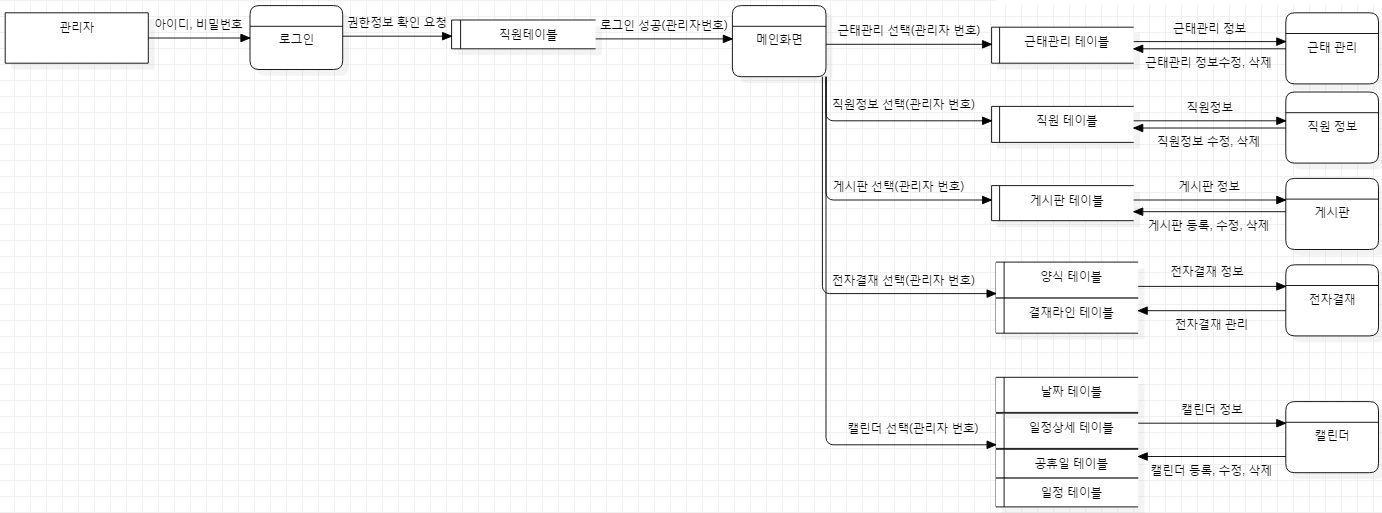 관리자
아이디, 비밀번호
로그인
권한정보 확인 요청
직원테이블
로그인 성공(관리자번호)
메인화면
근태관리 선택(관리자 번호)
근태관리 테이블
근태관리 정보
근태관리 정보수정, 삭제
근태 관리
직원정보 선택(관리자 번호)
직원 테이블
직원정보
직원정보 수정, 삭제
직원 정보
게시판 선택(관리자 번호)
게시판 테이블
게시판 정보
게시판 등록, 수정, 삭제
게시판
전자결재 선택(관리자 번호)
양식 테이블
결재라인 테이블
전자결재 정보
전자결재 관리
전자결재
캘린더 선택(관리자 번호)
날짜 테이블
일정상세 테이블
공휴일 테이블
일정 테이블
캘린더 정보
캘린더 등록, 수정, 삭제
캘린더